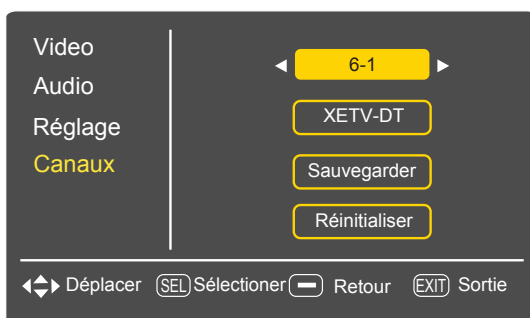 Video
Audio
Réglage
Canaux
6-1
XETV-DT
Sauvegarder
Réinitialiser
Déplacer SEL Sélectioner Retour EXIT Sortie